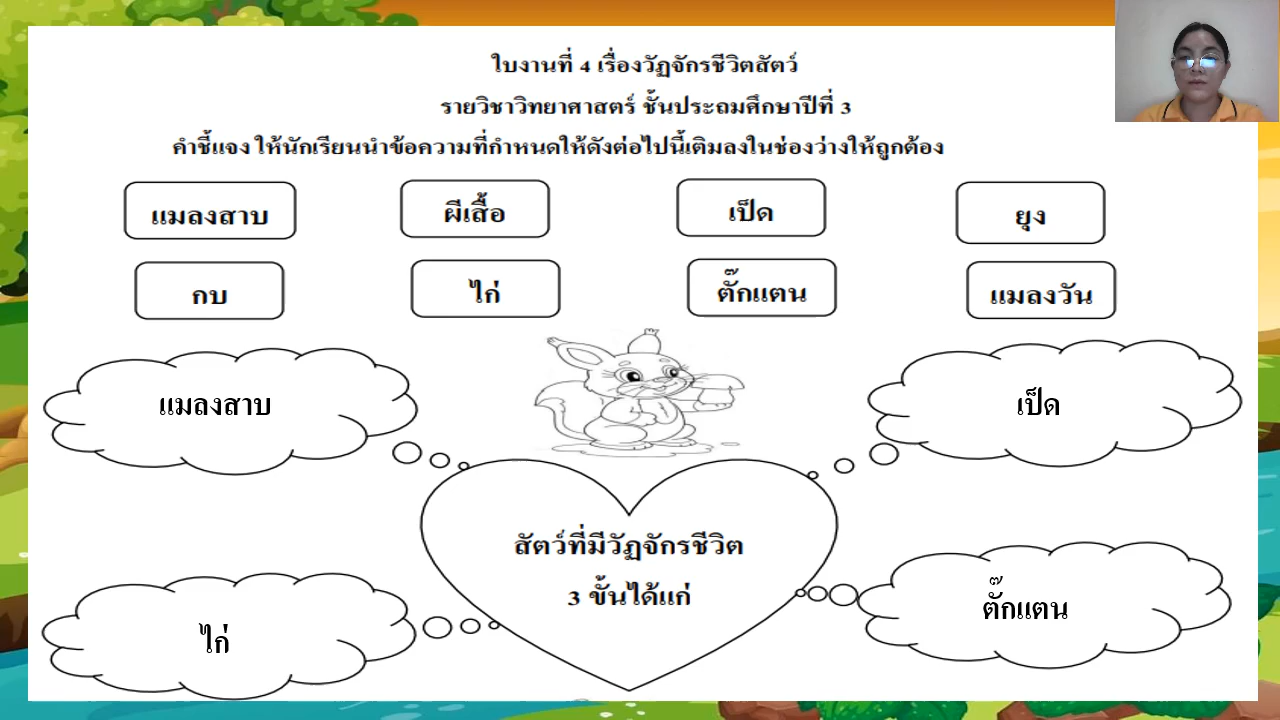 ใบงานที่ 4 เรื่องวัฏจักรชีวิตสัตว์
รายวิชาวิทยาศาสตร์ ชั้นประถมศึกษาปีที่ 3
คำชี้แจง ให้นักเรียนนำข้อความที่กำหนดให้ดังต่อไปนี้เติมลงในช่องว่างให้ถูกต้อง
แมลงสาบ ผีเสื้อ เป็ด ยุง
กบ ไก่ ตั๊กแตน แมลงวัน
แมลงสาบ เป็ด
สัตว์ที่มีวัฏจักรชีวิต
3 ขั้นได้แก่
ไก่ ตั๊กแตน